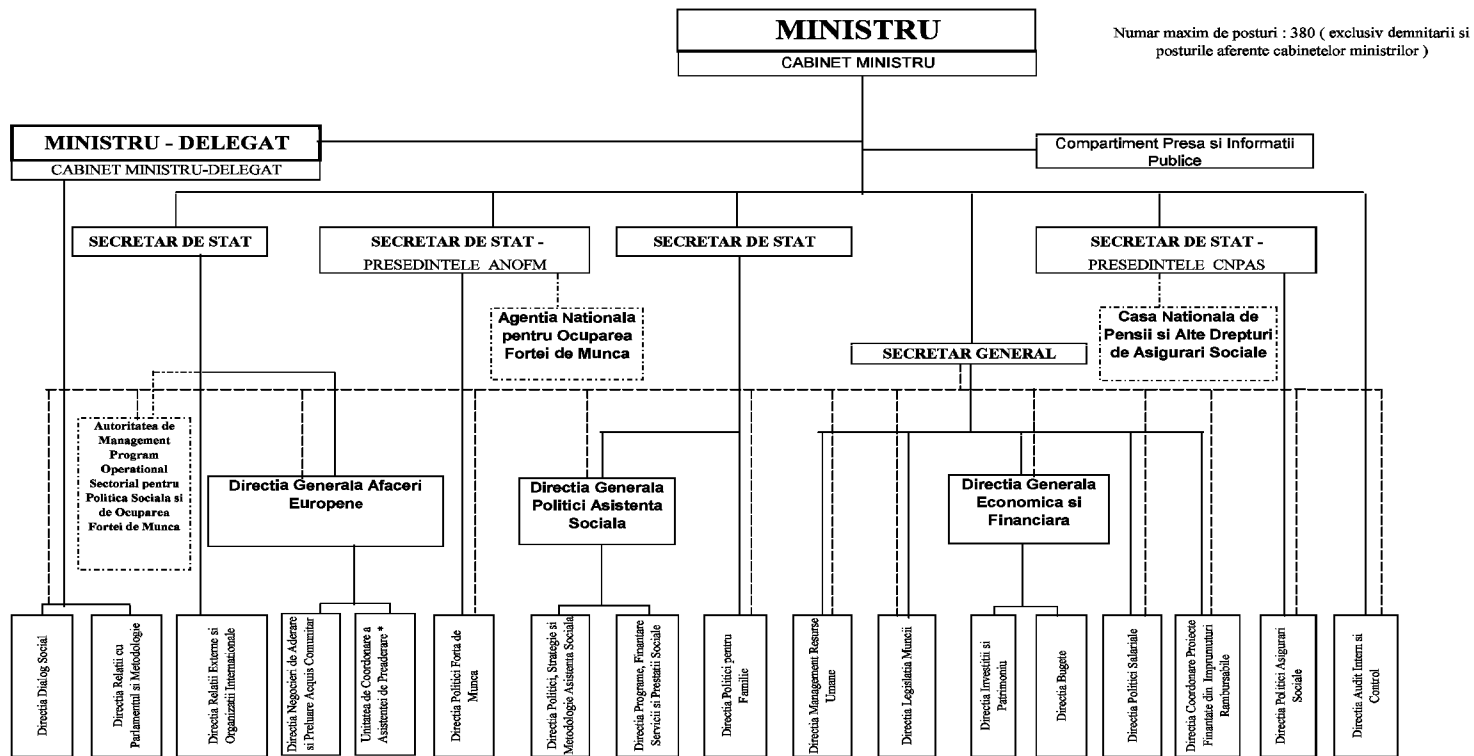 MINISTRU
CABINET MINISTRU
Numar maxim de posturi : 380 ( exclusiv demnitarii si
posturile aferente cabinetelor ministrilor )
MINISTRU - DELEGAT
CABINET MINISTRU-DELEGAT
Compartiment Presa si Informatii
Publice
SECRETAR DE STAT
SECRETAR DE STAT -
PRESEDINTELE ANOFM
SECRETAR DE STAT
SECRETAR DE STAT -
PRESEDINTELE CNPAS
Agentia Nationala
pentru Ocuparea
Fortei de Munca
Casa Nationala de
Pensii si Alte Drepturi
de Asigurari Sociale
SECRETAR GENERAL
Autoritatea de
Management
Program
Operational
Sectorial pentru
Politica Sociala si
de Ocuparea
Fortei de Munca
Directia Generala Afaceri
Europene
Directia Generala
Politici Asistenta
Sociala
Directia Generala
Economica si
Financiara
Directia Dialog Social
Directia Relatii cu
Parlamentul si Metodologie
Directia Relatii Externe si
Organizatii Internationale
Directia Negocieri de Aderare
si Preluare Acquis Comunitar
Unitatea de Coordonare a
Asistentei de Preaderare *
Directia Politici Forta de
Munca
Directia Politici, Strategie si
Metodologie Asistenta Sociala
Directia Programe, Finantare
Servicii si Prestatii Sociale
Directia Politici pentru
Familie
Directia Management Resurse
Umane
Directia Legislatia Muncii
Directia Investitii si
Patrimoniu
Directia Bugete
Directia Politici Salariale
Directia Coordonare Proiecte
Finantate din Imprumuturi
Rambursabile
Directia Politici Asigurari
Sociale
Directia Audit Intern si
Control